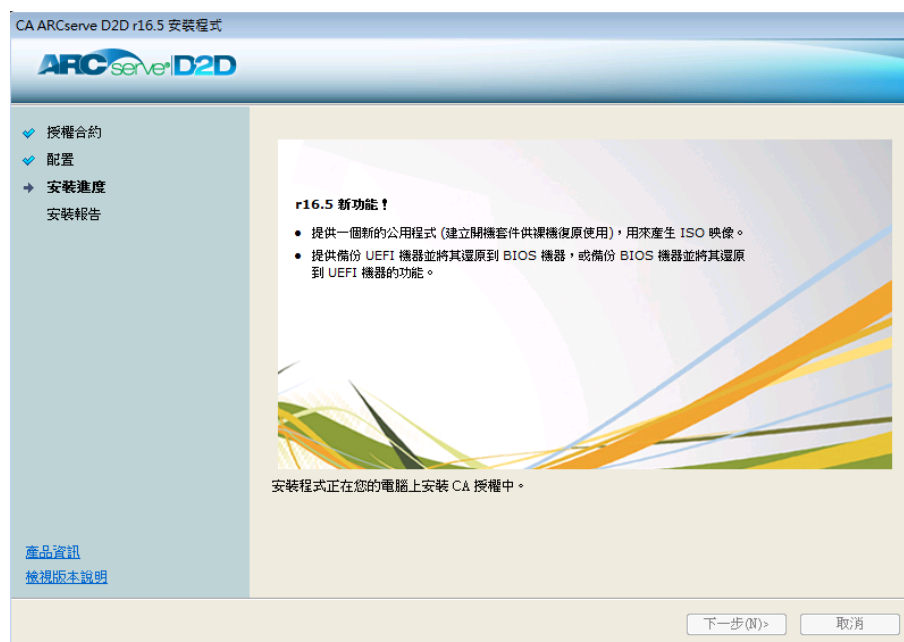 CA ARCserve D2D r16.5 安裝程式
ARCserve® D2D
授權合約
配置
安裝進度
安裝報告
r16.5 新功能！
提供一個新的公用程式 (建立開機套件供裸機復原使用)，用來產生 ISO 映像。
提供備份 UEFI 機器並將其還原到 BIOS 機器，或備份 BIOS 機器並將其還原
到 UEFI 機器的功能。
安裝程式正在您的電腦上安裝 CA 授權中。
產品資訊
檢視版本說明
下一步(N)>
取消